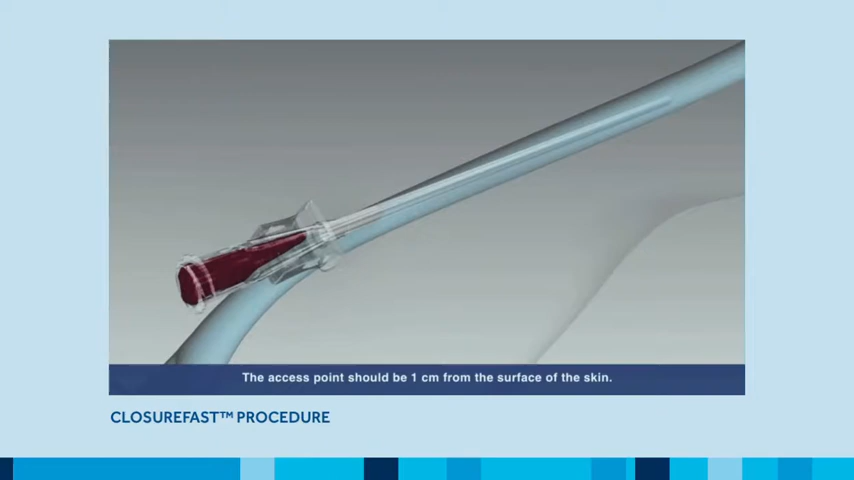 The access point should be 1 cm from the surface of the skin.
CLOSUREFAST™ PROCEDURE